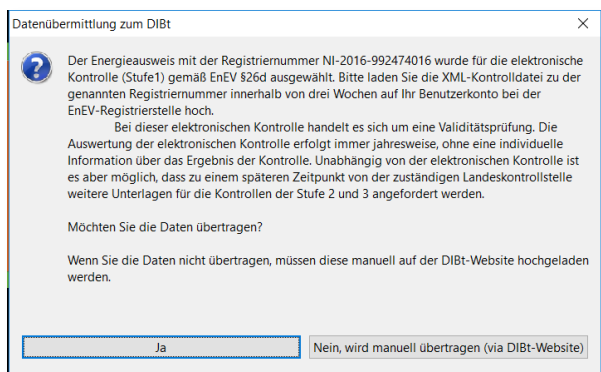 Datenübermittlung zum DIBt
Der Energieausweis mit der Registriernummer NI-2016-992474016 wurde für die elektronische
Kontrolle (Stufe1) gemäß EnEV §26d ausgewählt. Bitte laden Sie die XML-Kontrolldatei zu der
genannten Registriernummer innerhalb von drei Wochen auf Ihr Benutzerkonto bei der
EnEV-Registrierstelle hoch.
Bei dieser elektronischen Kontrolle handelt es sich um eine Validitätsprüfung. Die
Auswertung der elektronischen Kontrolle erfolgt immer jahresweise, ohne eine individuelle
Information über das Ergebnis der Kontrolle. Unabhängig von der elektronischen Kontrolle ist
es aber möglich, dass zu einem späteren Zeitpunkt von der zuständigen Landeskontrollstelle
weitere Unterlagen für die Kontrollen der Stufe 2 und 3 angefordert werden.
Möchten Sie die Daten übertragen?
Wenn Sie die Daten nicht übertragen, müssen diese manuell auf der DIBt-Website hochgeladen
werden.
Ja
Nein, wird manuell übertragen (via DIBt-Website)